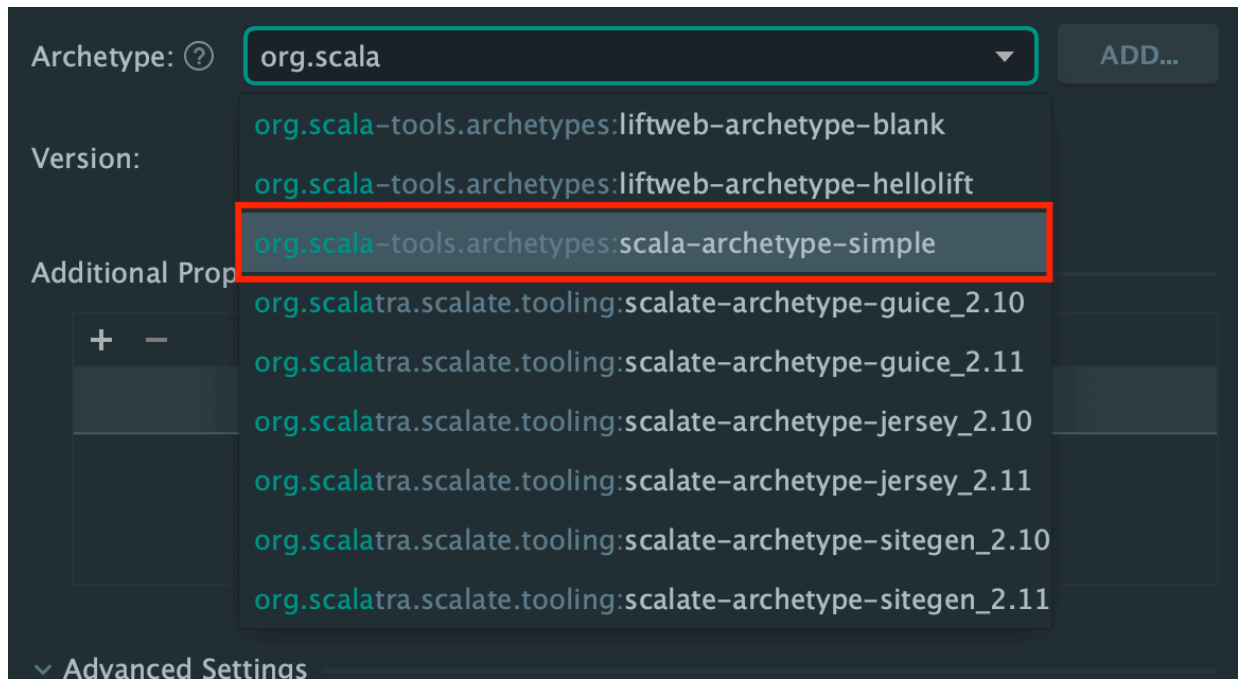 Archetype: ? org.scala ADD...
org.scala-tools.archetypes:liftweb-archetype-blank
Version:
org.scala-tools.archetypes:liftweb-archetype-hellolift
org.scala-tools.archetypes:scala-archetype-simple
Additional Prop
org.scalatra.scalate.tooling:scalate-archetype-guice_2.10
org.scalatra.scalate.tooling:scalate-archetype-guice_2.11
org.scalatra.scalate.tooling:scalate-archetype-jersey_2.10
org.scalatra.scalate.tooling:scalate-archetype-jersey_2.11
org.scalatra.scalate.tooling:scalate-archetype-sitegen_2.10
org.scalatra.scalate.tooling:scalate-archetype-sitegen_2.11
Advanced Settings